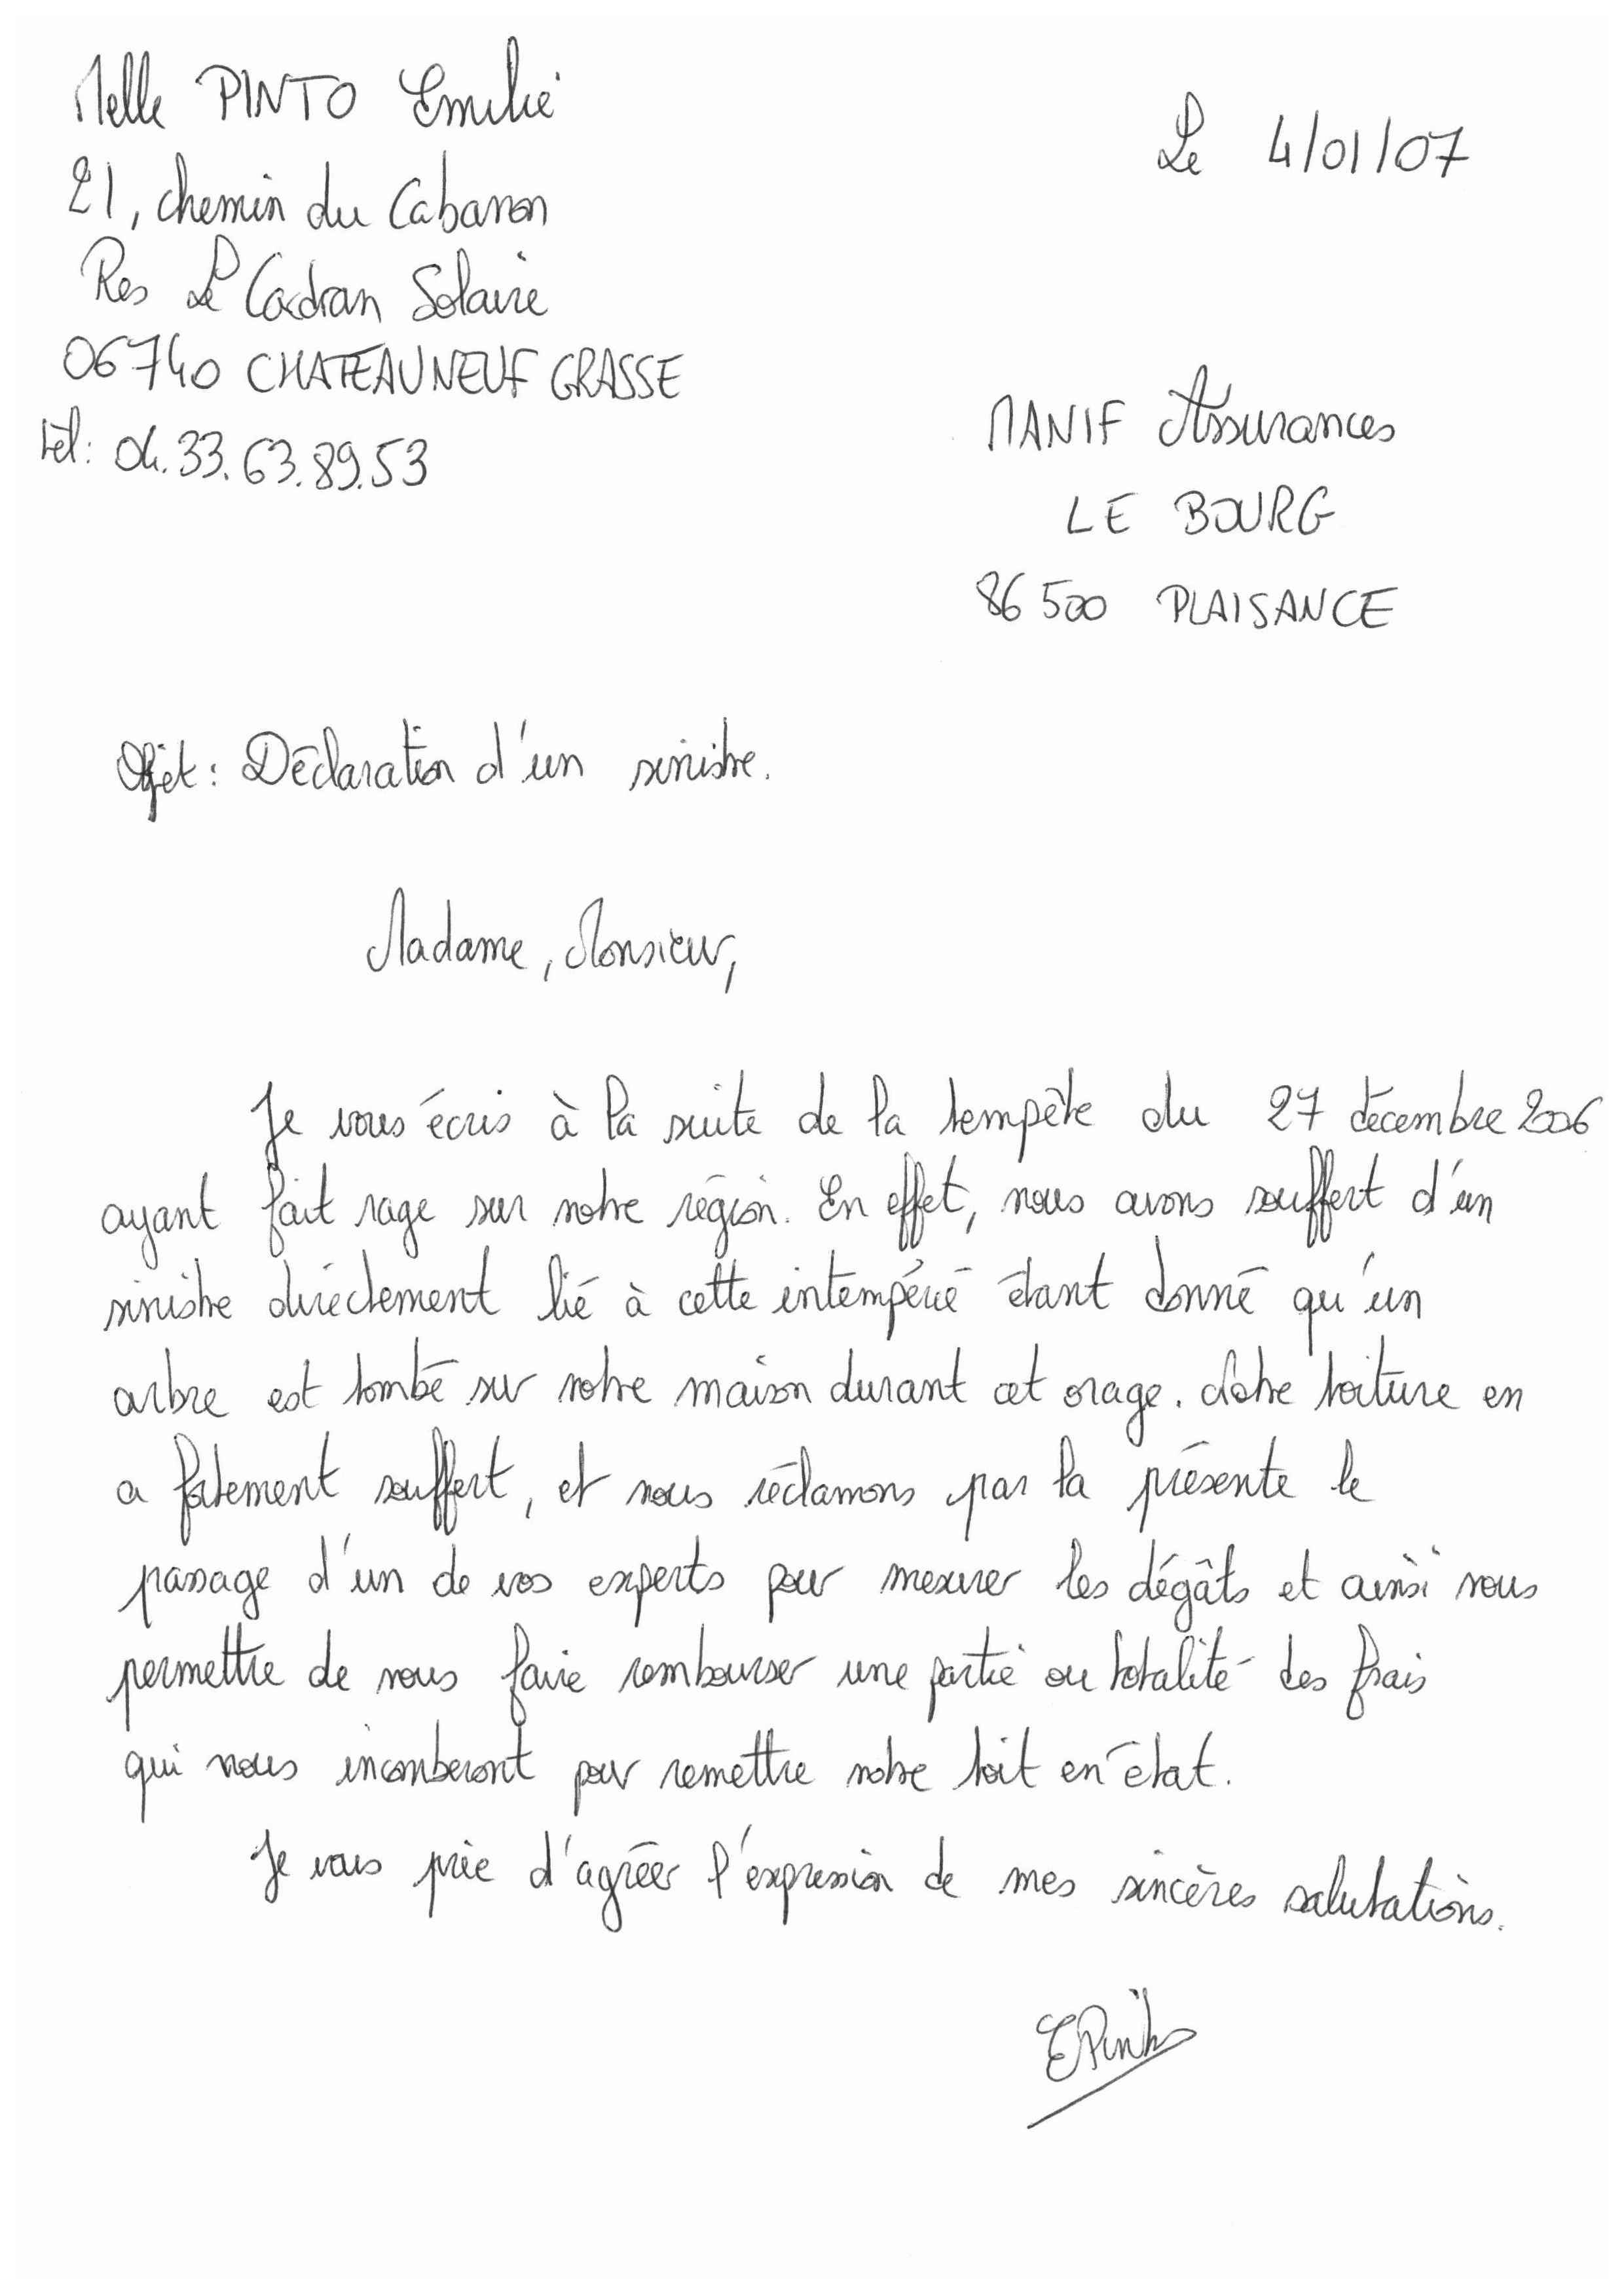 Melle PINTO Emilie
21, chemin du Cabanon
Res Le Cadran Solaire
06740 CHATEAUNEUF GRASSE
tél: 04.33.63.89.53
Le 4/01/07
MANIF Assurances
LE BOURG
86500 PLAISANCE
Objet : Déclaration d'un sinistre.
Madame, Monsieur,
Je vous écris à la suite de la tempête du 27 décembre 2006
ayant fait rage sur notre région. En effet, nous avons souffert d'un
sinistre directement lié à cette intempérie étant donné qu'un
arbre est tombé sur notre maison durant cet orage. Notre toiture en
a fortement souffert, et nous réclamons par la présente le
passage d'un de vos experts pour mesurer les dégâts et ainsi nous
permettre de nous faire rembourser une partie ou totalité des frais
qui nous incomberont pour remettre notre toit en état.
Je vous prie d'agréer l'expression de mes sincères salutations.
EPinto